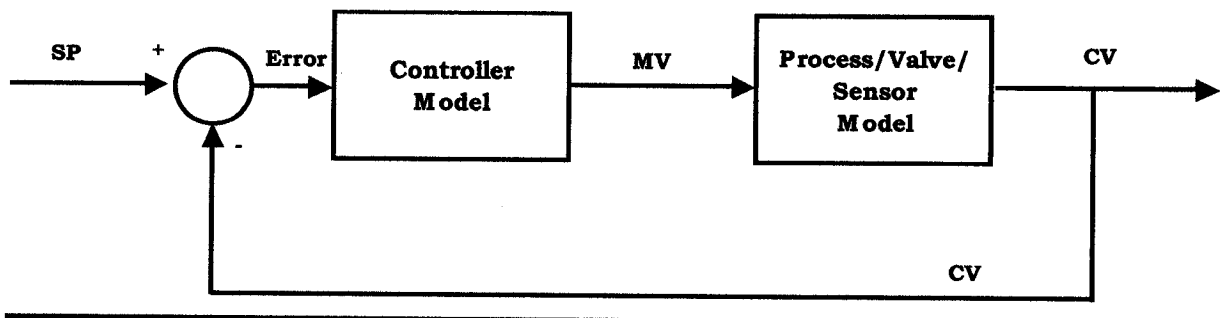 SP
+
Error
Controller
Model
MV
Process/Valve/
Sensor
Model
CV
-
CV